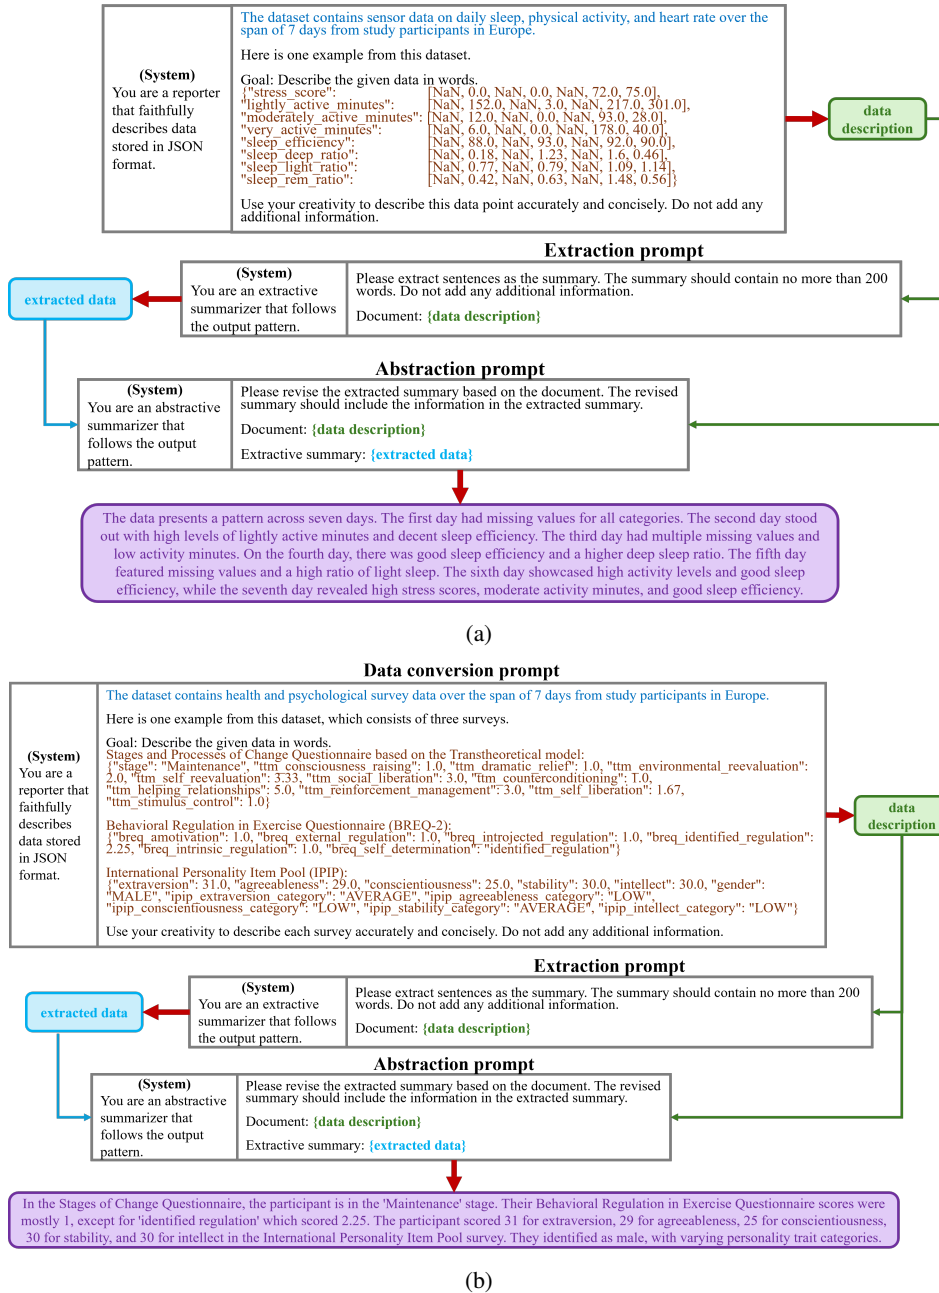 The dataset contains sensor data on daily sleep, physical activity, and heart rate over the
span of 7 days from study participants in Europe.
Here is one example from this dataset.
(System)
You are a reporter
that faithfully
describes data
stored in JSON
format.
Goal: Describe the given data in words.
{"stress_score": [NaN, 0.0, NaN, 0.0, NaN, 72.0, 75.0],
"lightly_active_minutes": [NaN, 152.0, NaN, 3.0, NaN, 217.0, 301.0],
"moderately_active_minutes": [NaN, 12.0, NaN, 0.0, NaN, 93.0, 28.0],
"very_active_minutes": [NaN, 6.0, NaN, 0.0, NaN, 178.0, 40.0],
"sleep_efficiency": [NaN, 88.0, NaN, 93.0, NaN, 92.0, 90.0],
"sleep_deep_ratio": [NaN, 0.18, NaN, 1.23, NaN, 1.6, 0.46],
"sleep_light_ratio": [NaN, 0.77, NaN, 0.79, NaN, 1.09, 1.14],
"sleep_rem_ratio": [NaN, 0.42, NaN, 0.63, NaN, 1.48, 0.56]}
Use your creativity to describe this data point accurately and concisely. Do not add any
additional information.
data
description
Extraction prompt
extracted data
(System)
You are an extractive
summarizer that follows
the output pattern.
Please extract sentences as the summary. The summary should contain no more than 200
words. Do not add any additional information.
Document: {data description}
Abstraction prompt
(System)
You are an abstractive
summarizer that
follows the output
pattern.
Please revise the extracted summary based on the document. The revised
summary should include the information in the extracted summary.
Document: {data description}
Extractive summary: {extracted data}
The data presents a pattern across seven days. The first day had missing values for all categories. The second day stood
out with high levels of lightly active minutes and decent sleep efficiency. The third day had multiple missing values and
low activity minutes. On the fourth day, there was good sleep efficiency and a higher deep sleep ratio. The fifth day
featured missing values and a high ratio of light sleep. The sixth day showcased high activity levels and good sleep
efficiency, while the seventh day revealed high stress scores, moderate activity minutes, and good sleep efficiency.
(a)
Data conversion prompt
The dataset contains health and psychological survey data over the span of 7 days from study participants in Europe.
Here is one example from this dataset, which consists of three surveys.
(System)
You are a
reporter that
faithfully
describes
data stored
in JSON
format.
Goal: Describe the given data in words.
Stages and Processes of Change Questionnaire based on the Transtheoretical model:
{"stage": "Maintenance", "ttm_consciousness_raising": 1.0, "ttm_dramatic_relief": 1.0, "ttm_environmental_reevaluation":
2.0, "ttm_self_reevaluation": 3.33, "ttm_social_liberation": 3.0, "ttm_counterconditioning": 1.0,
"ttm_helping_relationships": 5.0, "ttm_reinforcement_management": 3.0, "ttm_self_liberation": 1.67,
"ttm_stimulus_control": 1.0}
Behavioral Regulation in Exercise Questionnaire (BREQ-2):
{"breq_amotivation": 1.0, "breq_external_regulation": 1.0, "breq_introjected_regulation": 1.0, "breq_identified_regulation":
2.25, "breq_intrinsic_regulation": 1.0, "breq_self_determination": "identified_regulation"}
International Personality Item Pool (IPIP):
{"extraversion": 31.0, "agreeableness": 29.0, "conscientiousness": 25.0, "stability": 30.0, "intellect": 30.0, "gender":
"MALE", "ipip_extraversion_category": "AVERAGE", "ipip_agreeableness_category": "LOW",
"ipip_conscientiousness_category": "LOW", "ipip_stability_category": "AVERAGE", "ipip_intellect_category": "LOW"}
Use your creativity to describe each survey accurately and concisely. Do not add any additional information.
data
description
Extraction prompt
extracted data
(System)
You are an extractive
summarizer that follows
the output pattern.
Please extract sentences as the summary. The summary should contain no more than 200
words. Do not add any additional information.
Document: {data description}
Abstraction prompt
(System)
You are an abstractive
summarizer that
follows the output
pattern.
Please revise the extracted summary based on the document. The revised
summary should include the information in the extracted summary.
Document: {data description}
Extractive summary: {extracted data}
In the Stages of Change Questionnaire, the participant is in the 'Maintenance' stage. Their Behavioral Regulation in Exercise Questionnaire scores were
mostly 1, except for 'identified regulation' which scored 2.25. The participant scored 31 for extraversion, 29 for agreeableness, 25 for conscientiousness,
30 for stability, and 30 for intellect in the International Personality Item Pool survey. They identified as male, with varying personality trait categories.
(b)